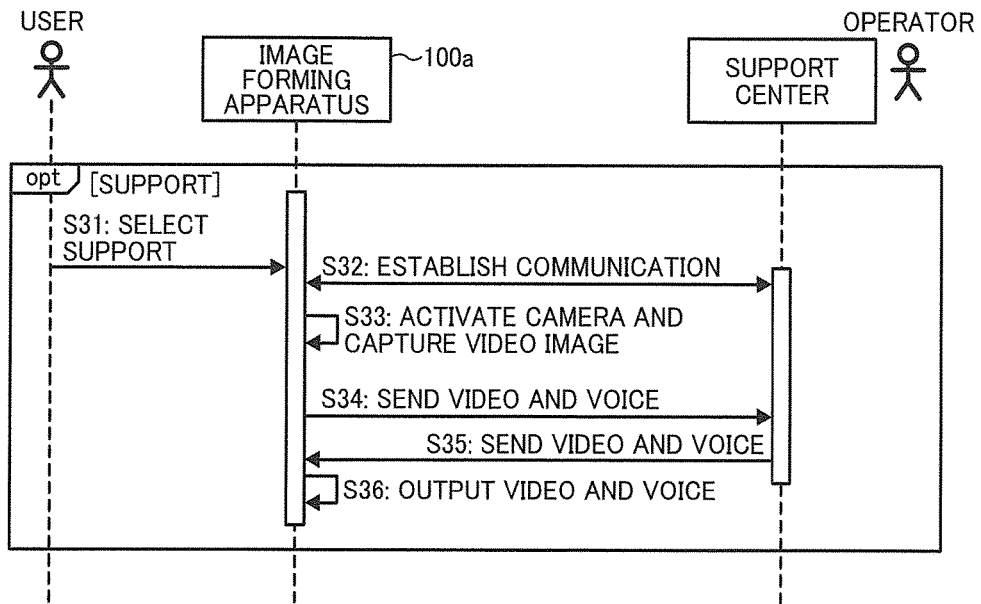 USER
OPERATOR
IMAGE
FORMING
APPARATUS
100a
SUPPORT
CENTER
opt
[SUPPORT]
S31: SELECT
SUPPORT
S32: ESTABLISH COMMUNICATION
S33: ACTIVATE CAMERA AND
CAPTURE VIDEO IMAGE
S34: SEND VIDEO AND VOICE
S35: SEND VIDEO AND VOICE
S36: OUTPUT VIDEO AND VOICE